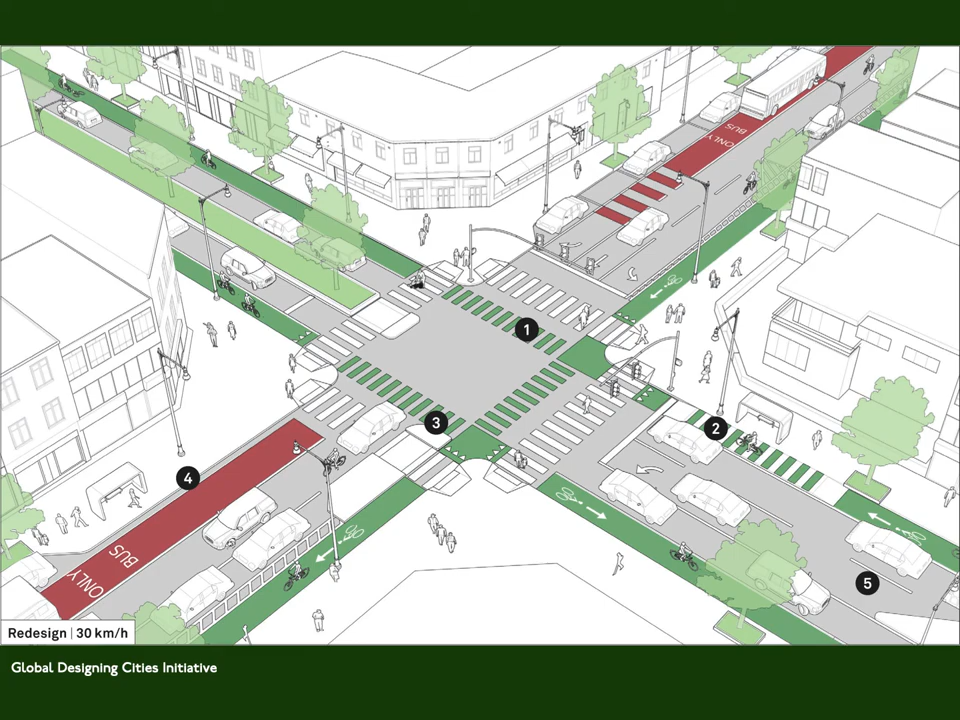 BUS
ONLY
1
2
3
4
BUS
ONLY
5
Redesign | 30 km/h
Global Designing Cities Initiative